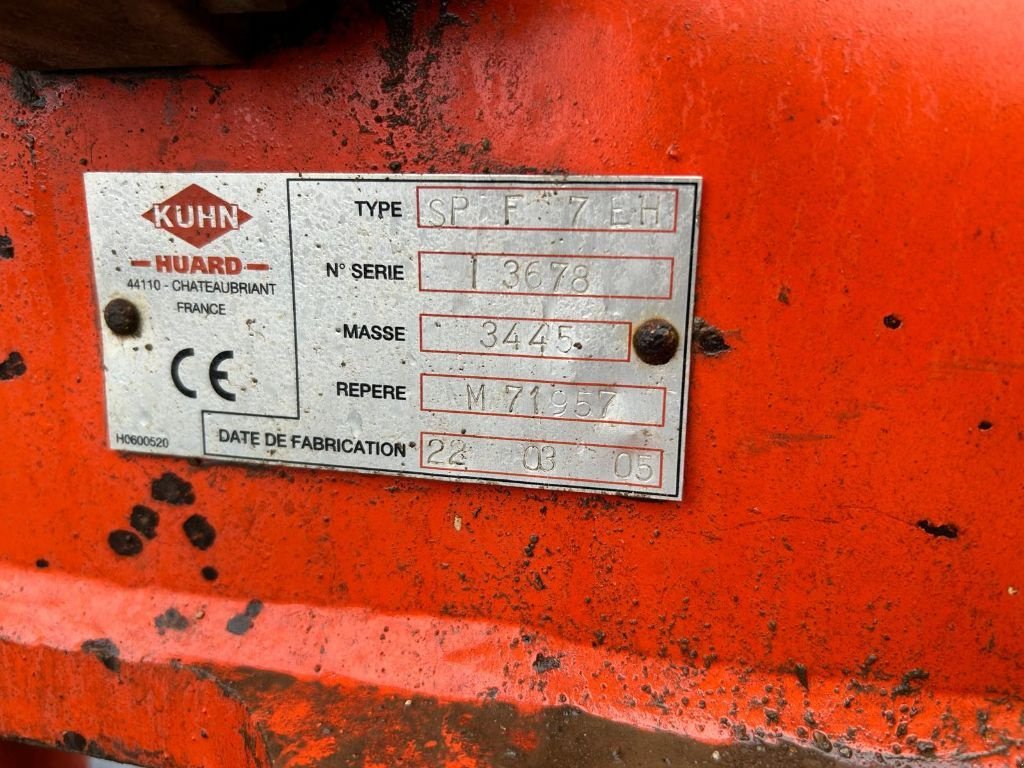 KUHN
HUARD
44110 - CHATEAUBRIANT
FRANCE
CE
H0600520
TYPE SP F 7 EH
N° SERIE I 3678
MASSE 3445
REPERE M 71957
DATE DE FABRICATION 22 03 05